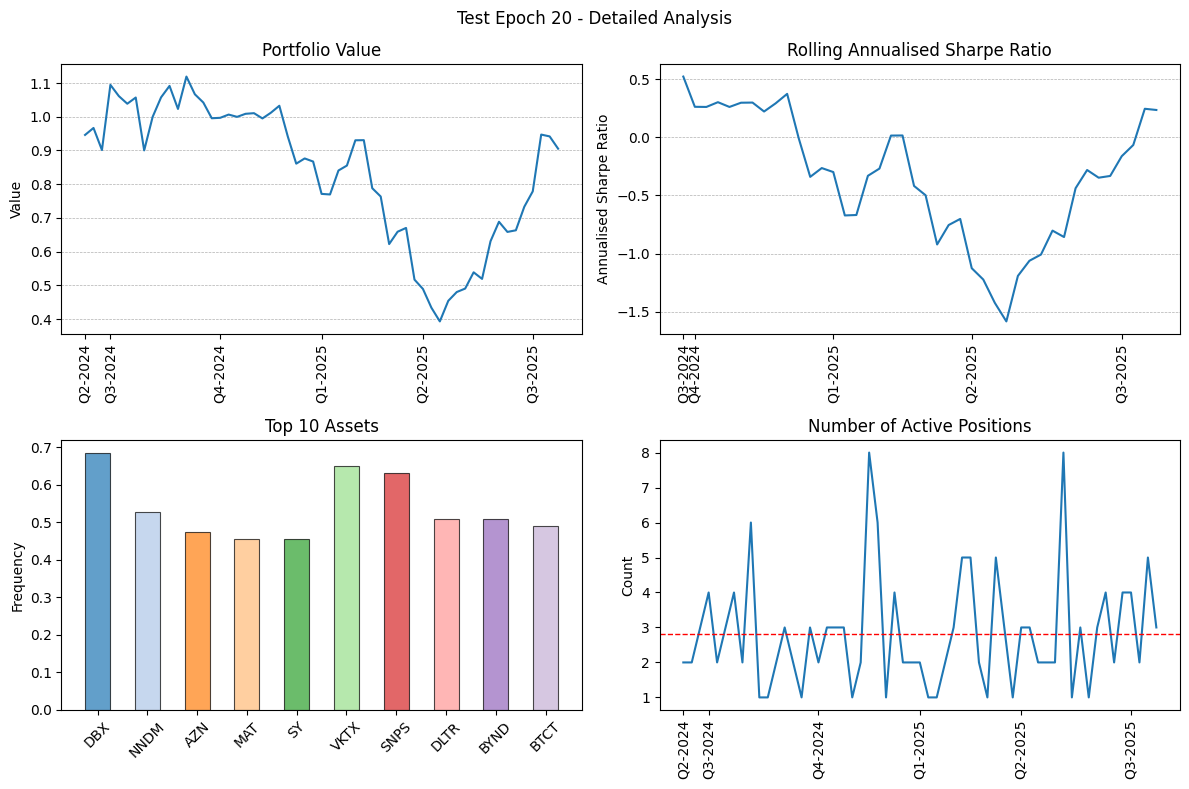 Test Epoch 20 - Detailed Analysis
Portfolio Value
Value
1.1
1.0
0.9
0.8
0.7
0.6
0.5
0.4
Q2-2024
Q3-2024
Q4-2024
Q1-2025
Q2-2025
Q3-2025
Rolling Annualised Sharpe Ratio
Annualised Sharpe Ratio
0.5
0.0
−0.5
−1.0
−1.5
Q3-2024
Q4-2024
Q1-2025
Q2-2025
Q3-2025
Top 10 Assets
Frequency
0.7
0.6
0.5
0.4
0.3
0.2
0.1
0.0
DBX
NNDM
AZN
MAT
SY
VKTX
SNPS
DLTR
BYND
BTCT
Number of Active Positions
Count
8
7
6
5
4
3
2
1
Q2-2024
Q3-2024
Q4-2024
Q1-2025
Q2-2025
Q3-2025